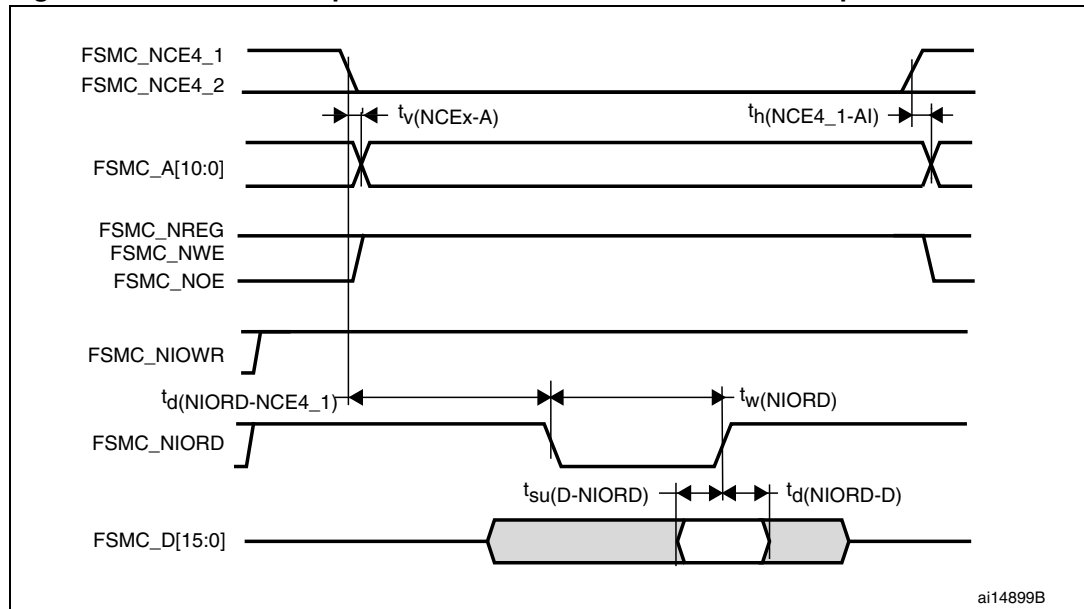 FSMC_NCE4_1
FSMC_NCE4_2
tv(NCEx-A)
th(NCE4_1-AI)
FSMC_A[10:0]
FSMC_NREG
FSMC_NWE
FSMC_NOE
FSMC_NIOWR
td(NIORD-NCE4_1)
tw(NIORD)
FSMC_NIORD
tsu(D-NIORD)
td(NIORD-D)
FSMC_D[15:0]
ai14899B